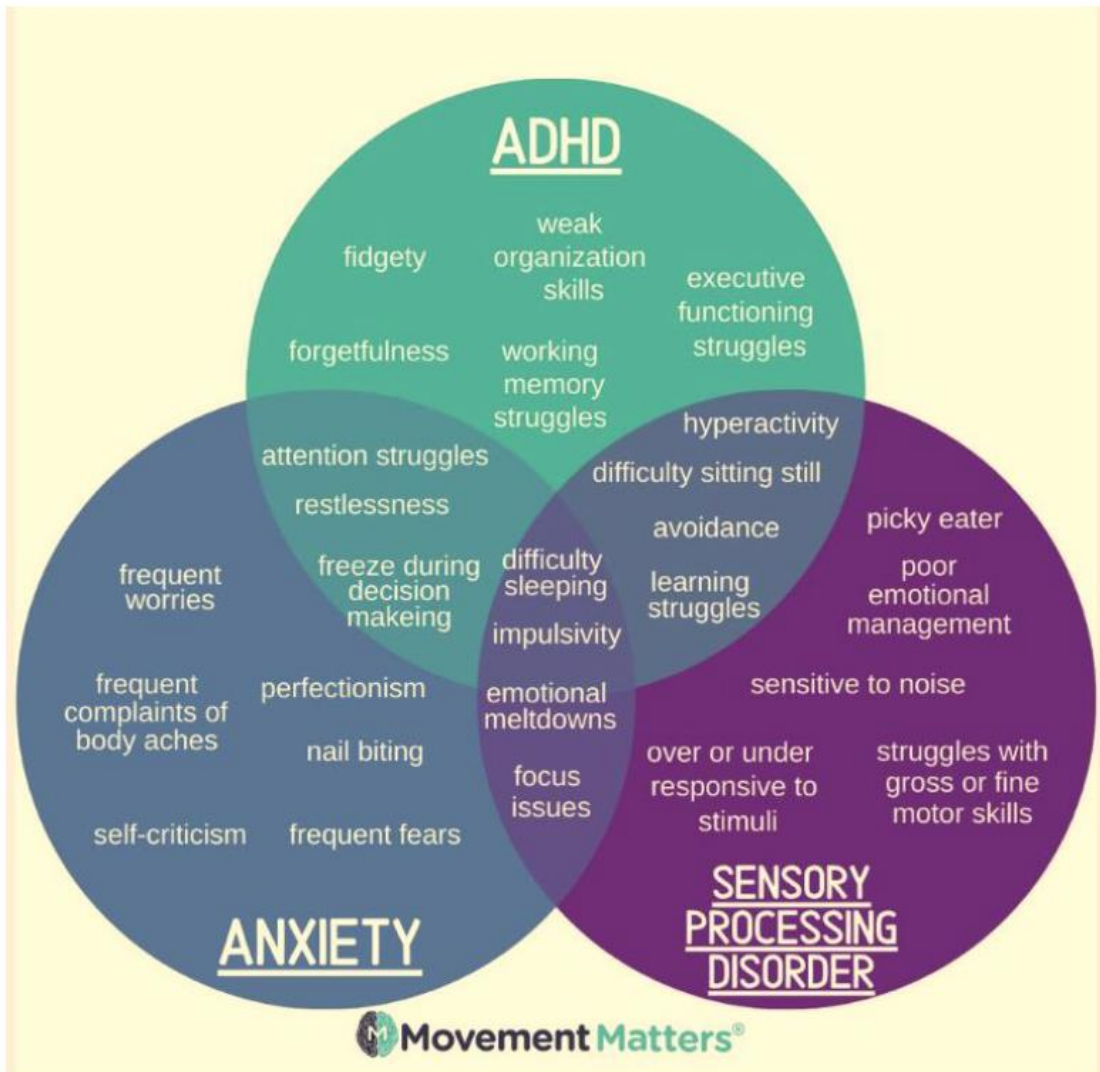 ADHD
fidgety
weak
organization
skills
executive
functioning
struggles
forgetfulness
working
memory
struggles
hyperactivity
attention struggles
difficulty sitting still
restlessness
avoidance
picky eater
freeze during
decision
makeing
difficulty
sleeping
learning
struggles
poor
emotional
management
frequent
worries
impulsivity
frequent
complaints of
body aches
perfectionism
emotional
meltdowns
sensitive to noise
nail biting
focus
issues
over or under
responsive to
stimuli
struggles with
gross or fine
motor skills
self-criticism
frequent fears
ANXIETY
SENSORY
PROCESSING
DISORDER
M
Movement Matters®